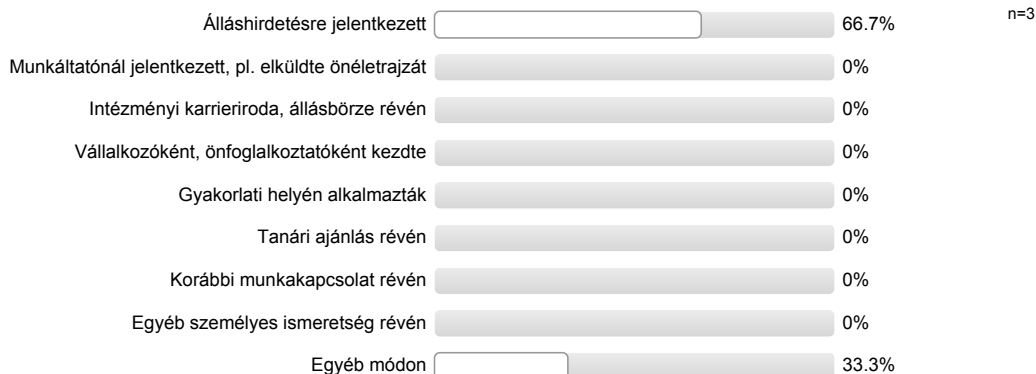 Álláshirdetésre jelentkezett 66.7% n=3
Munkáltatónál jelentkezett, pl. elküldte önéletrajzát 0%
Intézményi karrieriroda, állásbörze révén 0%
Vállalkozóként, önfoglalkoztatóként kezdte 0%
Gyakorlati helyén alkalmazták 0%
Tanári ajánlás révén 0%
Korábbi munkakapcsolat révén 0%
Egyéb személyes ismeretség révén 0%
Egyéb módon 33.3%